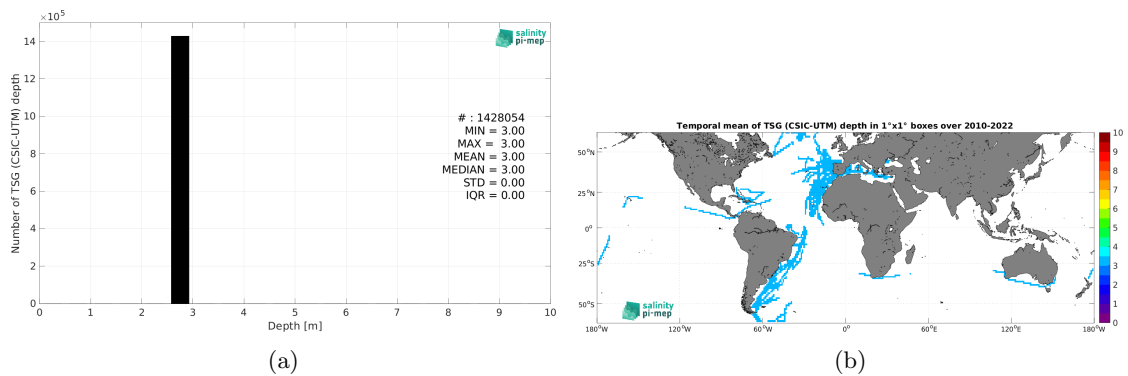 ×10⁵
14
12
10
8
6
4
2
0
Number of TSG (CSIC-UTM) depth
salinity
pi-mep
# : 1428054
MIN = 3.00
MAX = 3.00
MEAN = 3.00
MEDIAN = 3.00
STD = 0.00
IQR = 0.00
0 1 2 3 4 5 6 7 8 9 10
Depth [m]
(a)
Temporal mean of TSG (CSIC-UTM) depth in 1°x1° boxes over 2010-2022
50°N
25°N
0°
25°S
50°S
salinity
pi-mep
180°W 120°W 60°W 0° 60°E 120°E 180°W
10
9
8
7
6
5
4
3
2
1
0
(b)